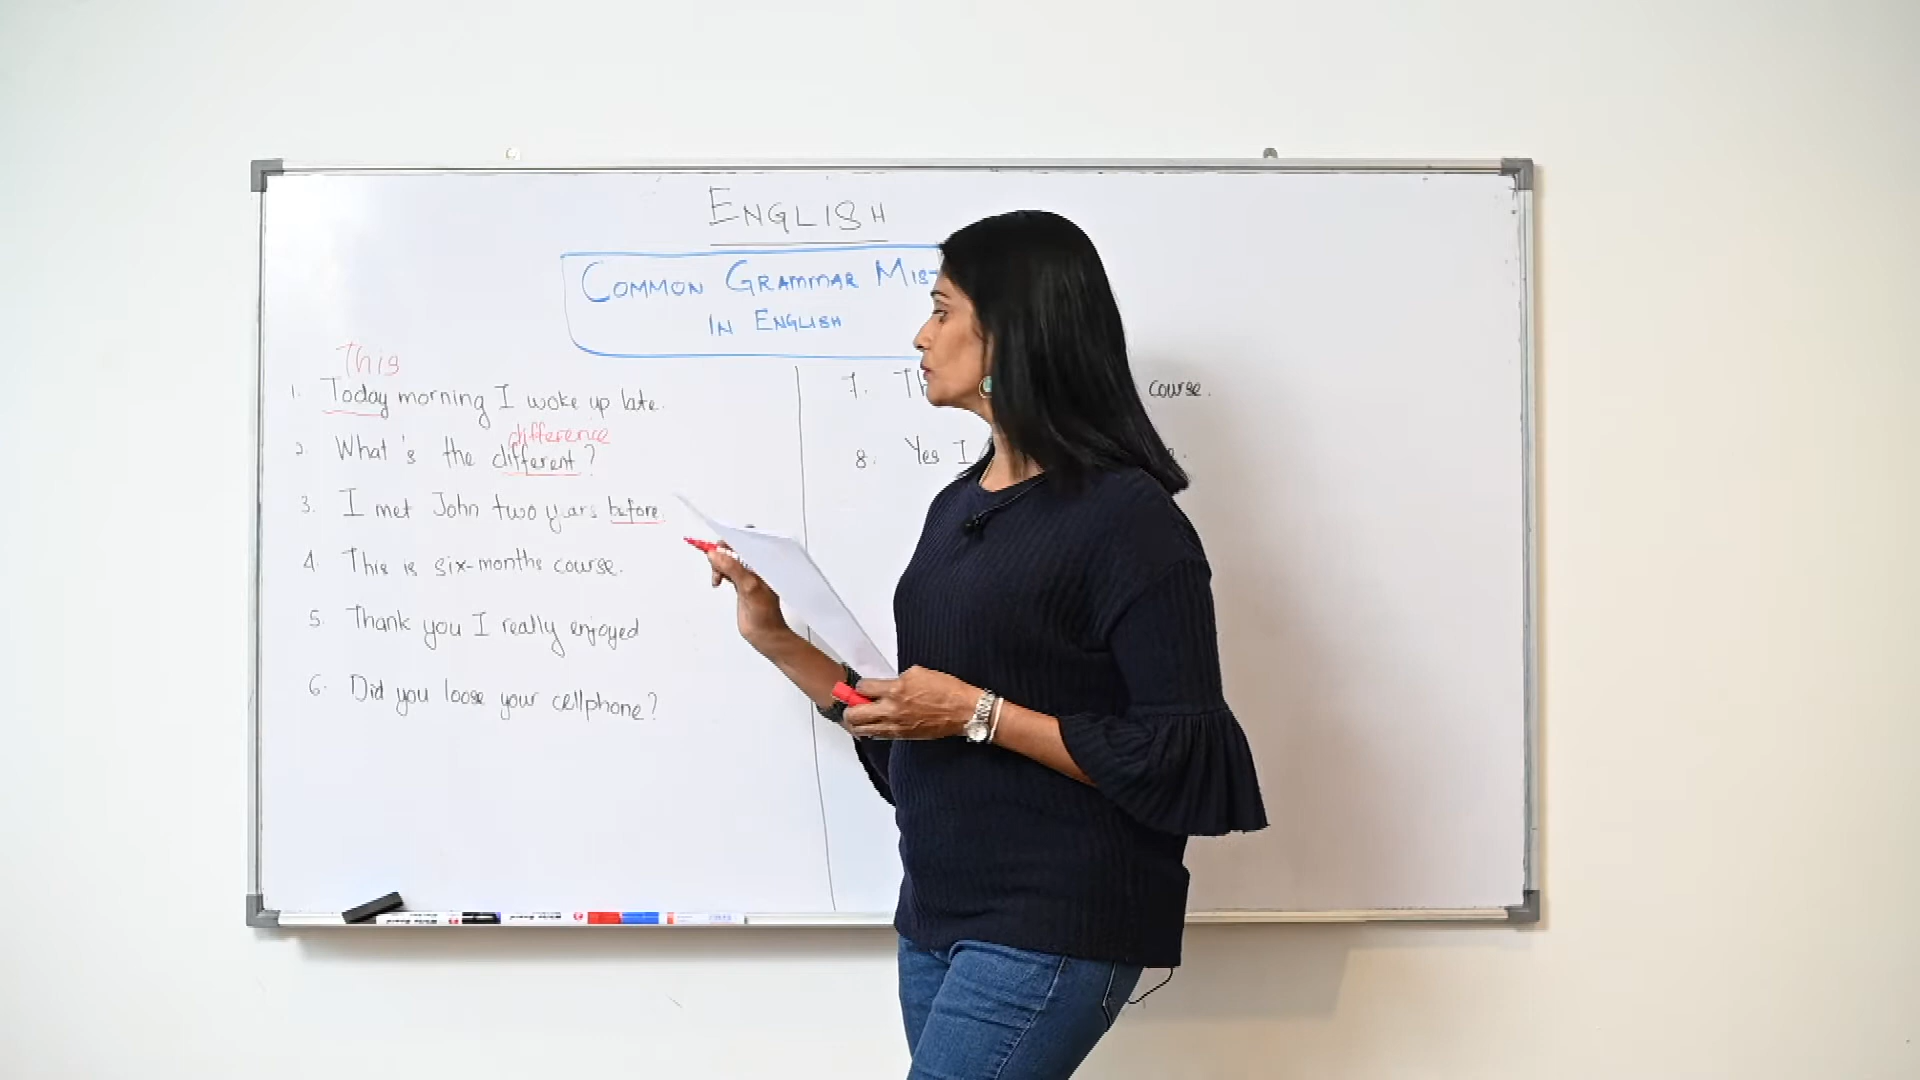 ENGLISH
COMMON GRAMMAR
IN ENGLISH
This
1. Today morning I woke up late.
difference
2. What's the different?
3. I met John two years before.
4. This is six-months course.
5. Thank you I really enjoyed
6. Did you loose your cellphone?
7. course.
8. Yes I